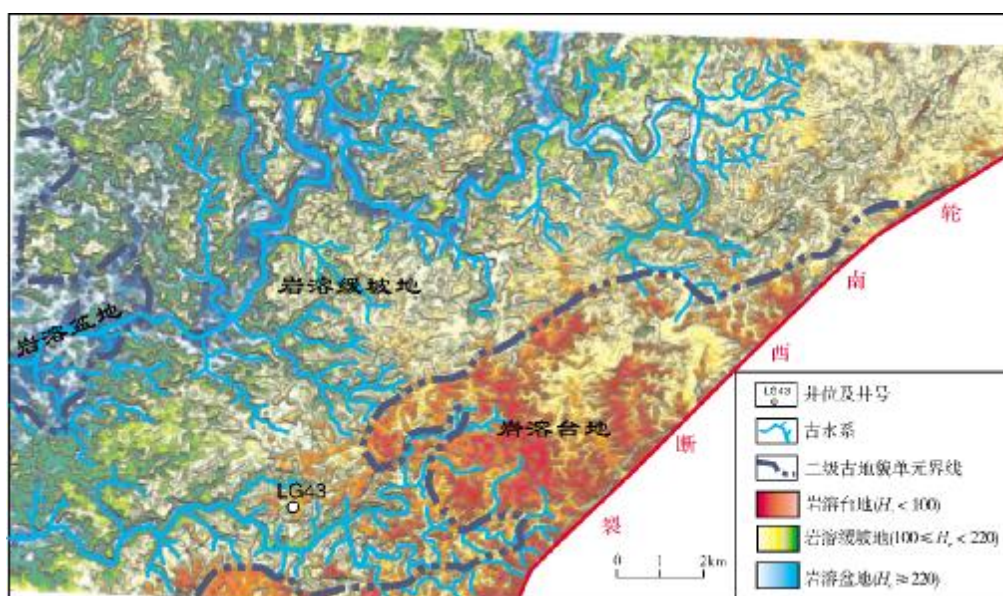 岩溶缓坡地
岩溶盆地
岩溶台地
LG43
轮
南
西
断
裂
0 1 2km
LG43 井位及井号
古水系
二级古地貌单元界线
岩溶台地(Hr < 100)
岩溶缓坡地(100 ≤ Hr < 220)
岩溶盆地(Hr ≥ 220)